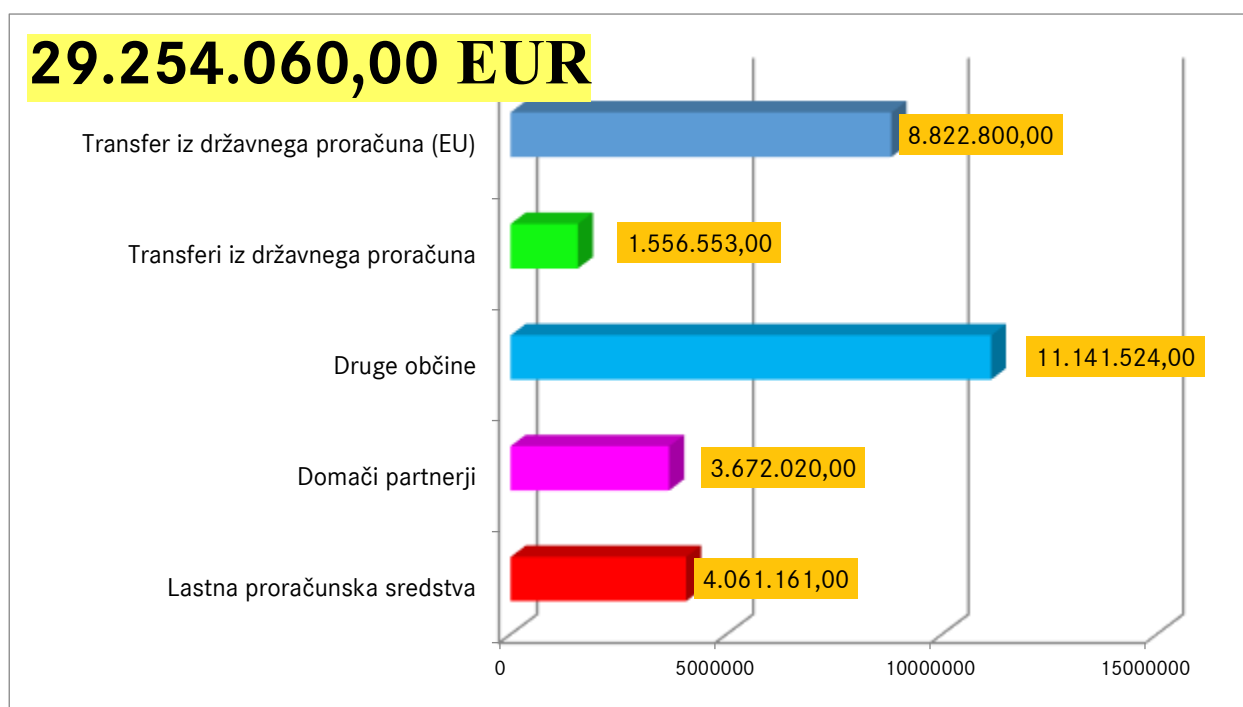 29.254.060,00 EUR
Transfer iz državnega proračuna (EU)
8.822.800,00
Transferi iz državnega proračuna
1.556.553,00
Druge občine
11.141.524,00
Domači partnerji
3.672.020,00
Lastna proračunska sredstva
4.061.161,00
0
5000000
10000000
15000000